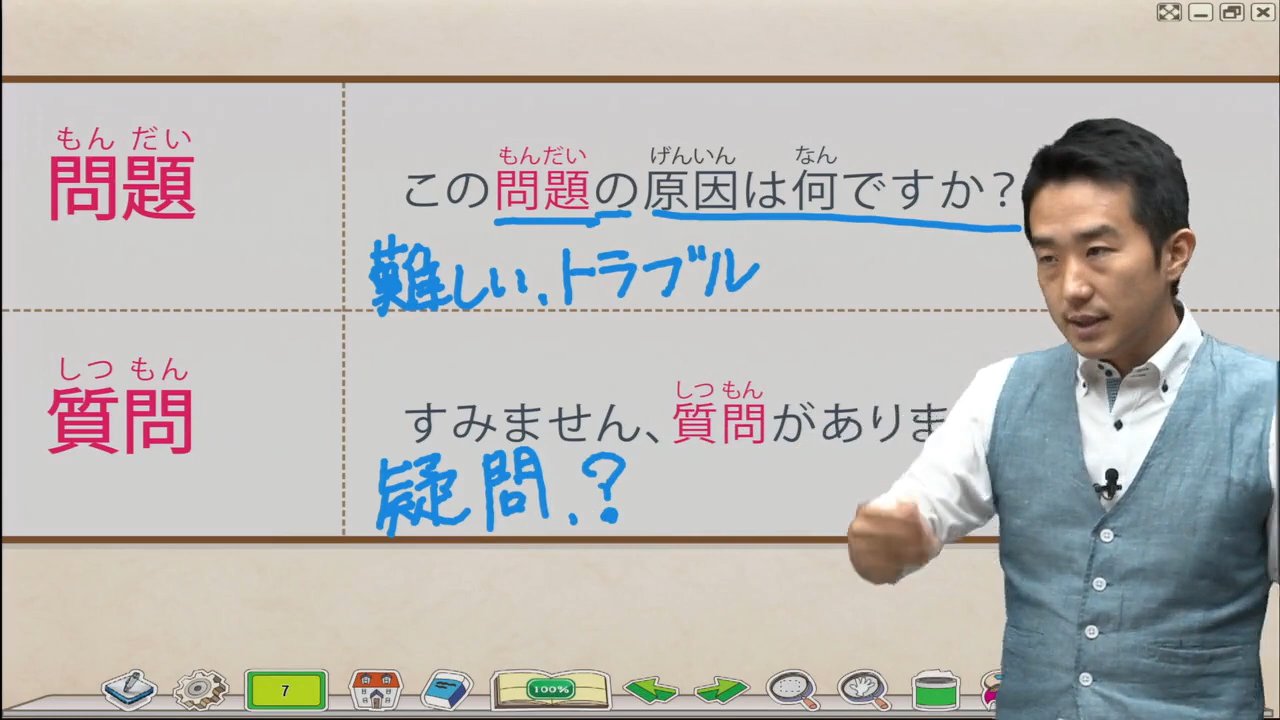 もん だい
問題
もんだい げんいん なん
この問題の原因は何ですか?
難しい、トラブル
しつ もん
質問
しつ もん
すみません、質問がありま
疑問、?
7
100%